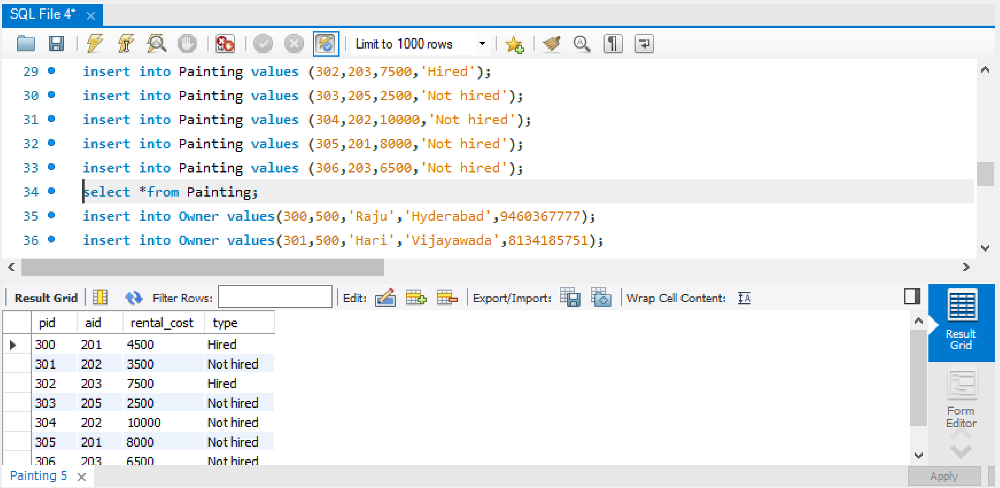 SQL File 4*
Limit to 1000 rows
29 insert into Painting values (302,203,7500,'Hired');
30 insert into Painting values (303,205,2500,'Not hired');
31 insert into Painting values (304,202,10000,'Not hired');
32 insert into Painting values (305,201,8000,'Not hired');
33 insert into Painting values (306,203,6500,'Not hired');
34 select *from Painting;
35 insert into Owner values(300,500,'Raju','Hyderabad',9460367777);
36 insert into Owner values(301,500,'Hari','Vijayawada',8134185751);
Result Grid Filter Rows: Edit: Export/Import: Wrap Cell Content:
pid aid rental_cost type
300 201 4500 Hired
301 202 3500 Not hired
302 203 7500 Hired
303 205 2500 Not hired
304 202 10000 Not hired
305 201 8000 Not hired
306 203 6500 Not hired
Result
Grid
Form
Editor
Painting 5
Apply